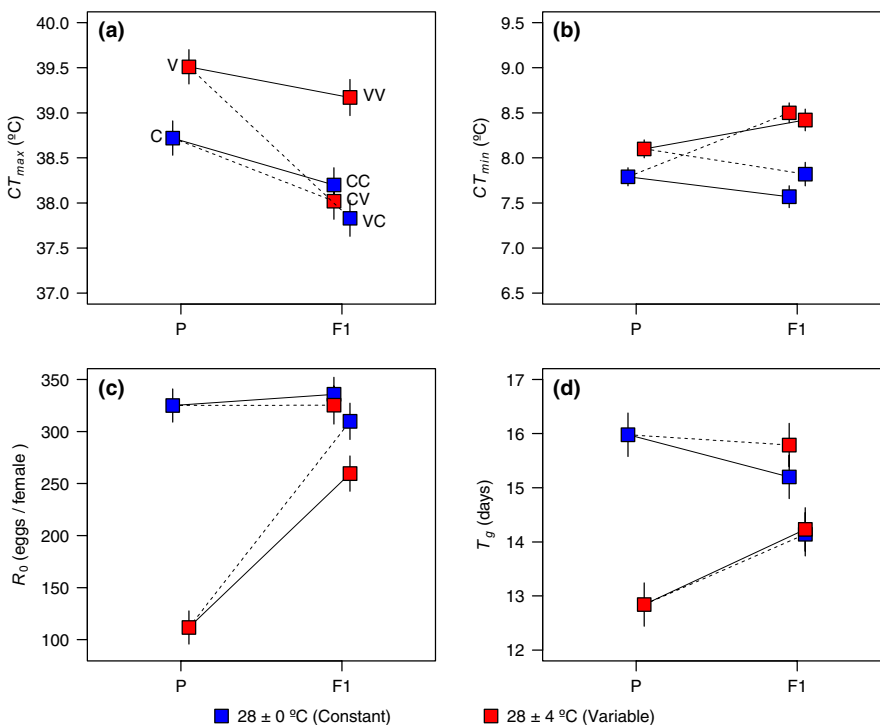 (a)
40.0
39.5
39.0
38.5
38.0
37.5
37.0
CTmax (ºC)
V
C
VV
CC
CV
VC
P F1
(b)
9.5
9.0
8.5
8.0
7.5
7.0
6.5
CTmin (ºC)
P F1
(c)
350
300
250
200
150
100
R0 (eggs / female)
P F1
(d)
17
16
15
14
13
12
Tg (days)
P F1
28 ± 0 ºC (Constant) 28 ± 4 ºC (Variable)